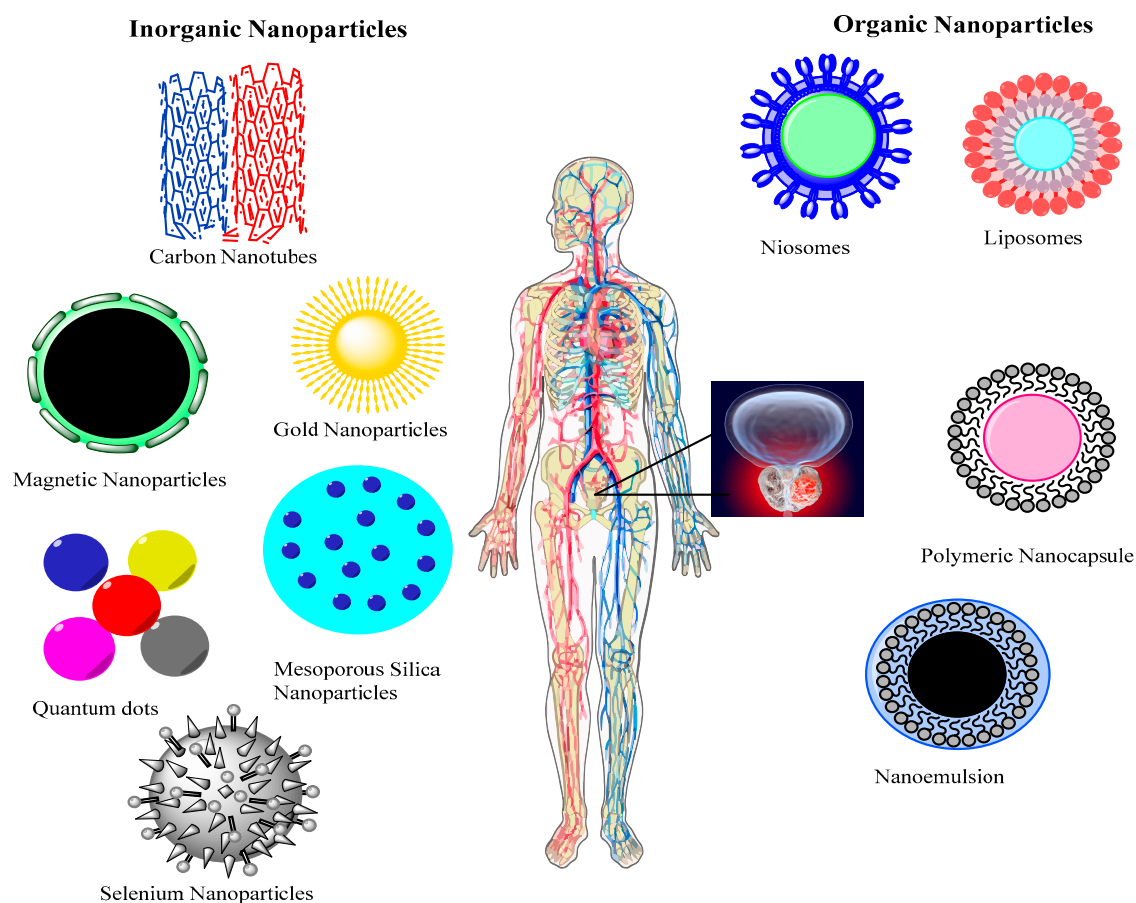 Inorganic Nanoparticles
Carbon Nanotubes
Magnetic Nanoparticles
Gold Nanoparticles
Quantum dots
Mesoporous Silica
Nanoparticles
Selenium Nanoparticles
Organic Nanoparticles
Niosomes
Liposomes
Polymeric Nanocapsule
Nanoemulsion